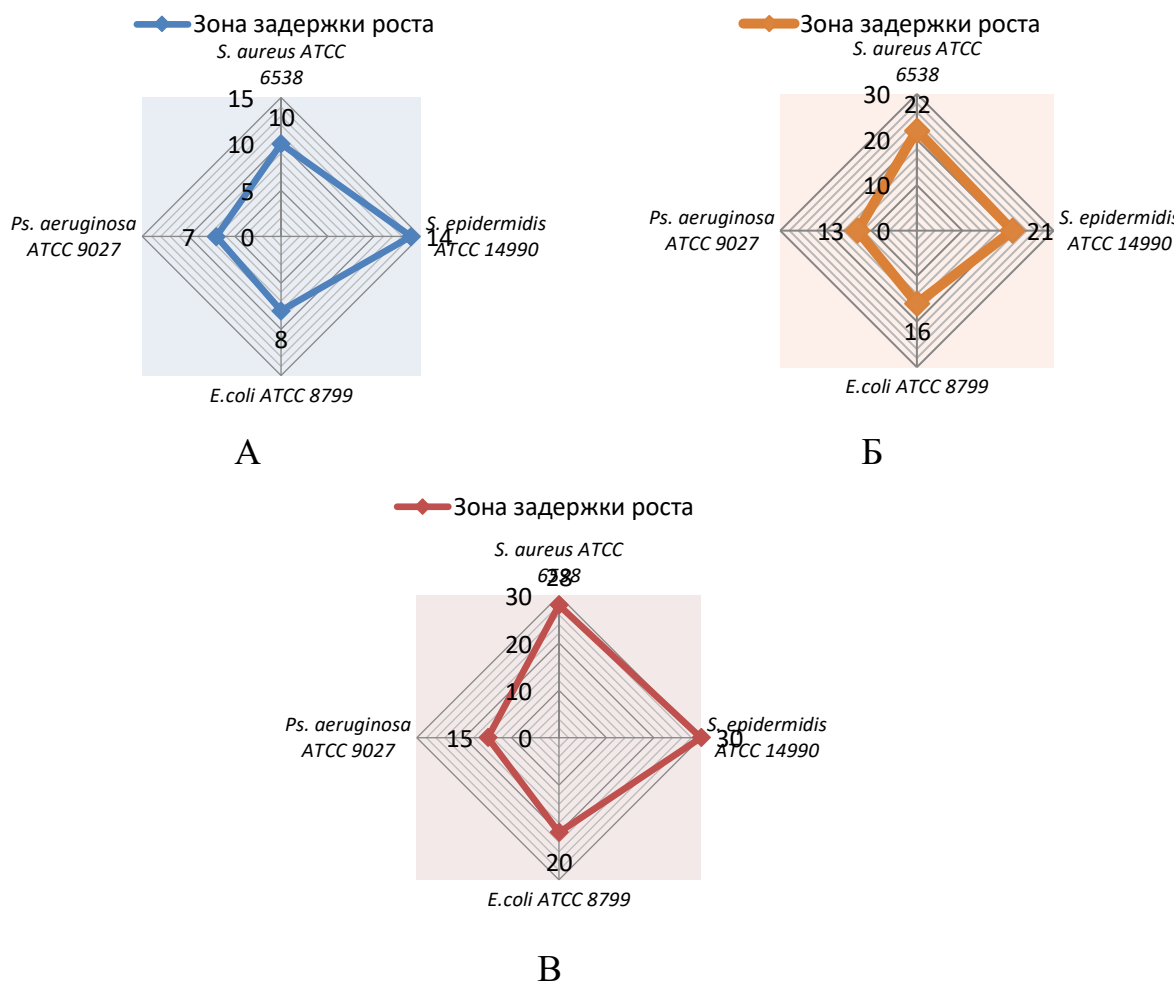 Зона задержки роста
S. aureus ATCC
6538
15
10
10
5
0
7
Ps. aeruginosa
ATCC 9027
S. epidermidis
14
ATCC 14990
8
E.coli ATCC 8799
А
Зона задержки роста
S. aureus ATCC
6538
30
22
20
10
0
13
Ps. aeruginosa
ATCC 9027
S. epidermidis
21
ATCC 14990
16
E.coli ATCC 8799
Б
Зона задержки роста
S. aureus ATCC
6538
28
30
20
10
0
15
Ps. aeruginosa
ATCC 9027
S. epidermidis
30
ATCC 14990
20
E.coli ATCC 8799
В